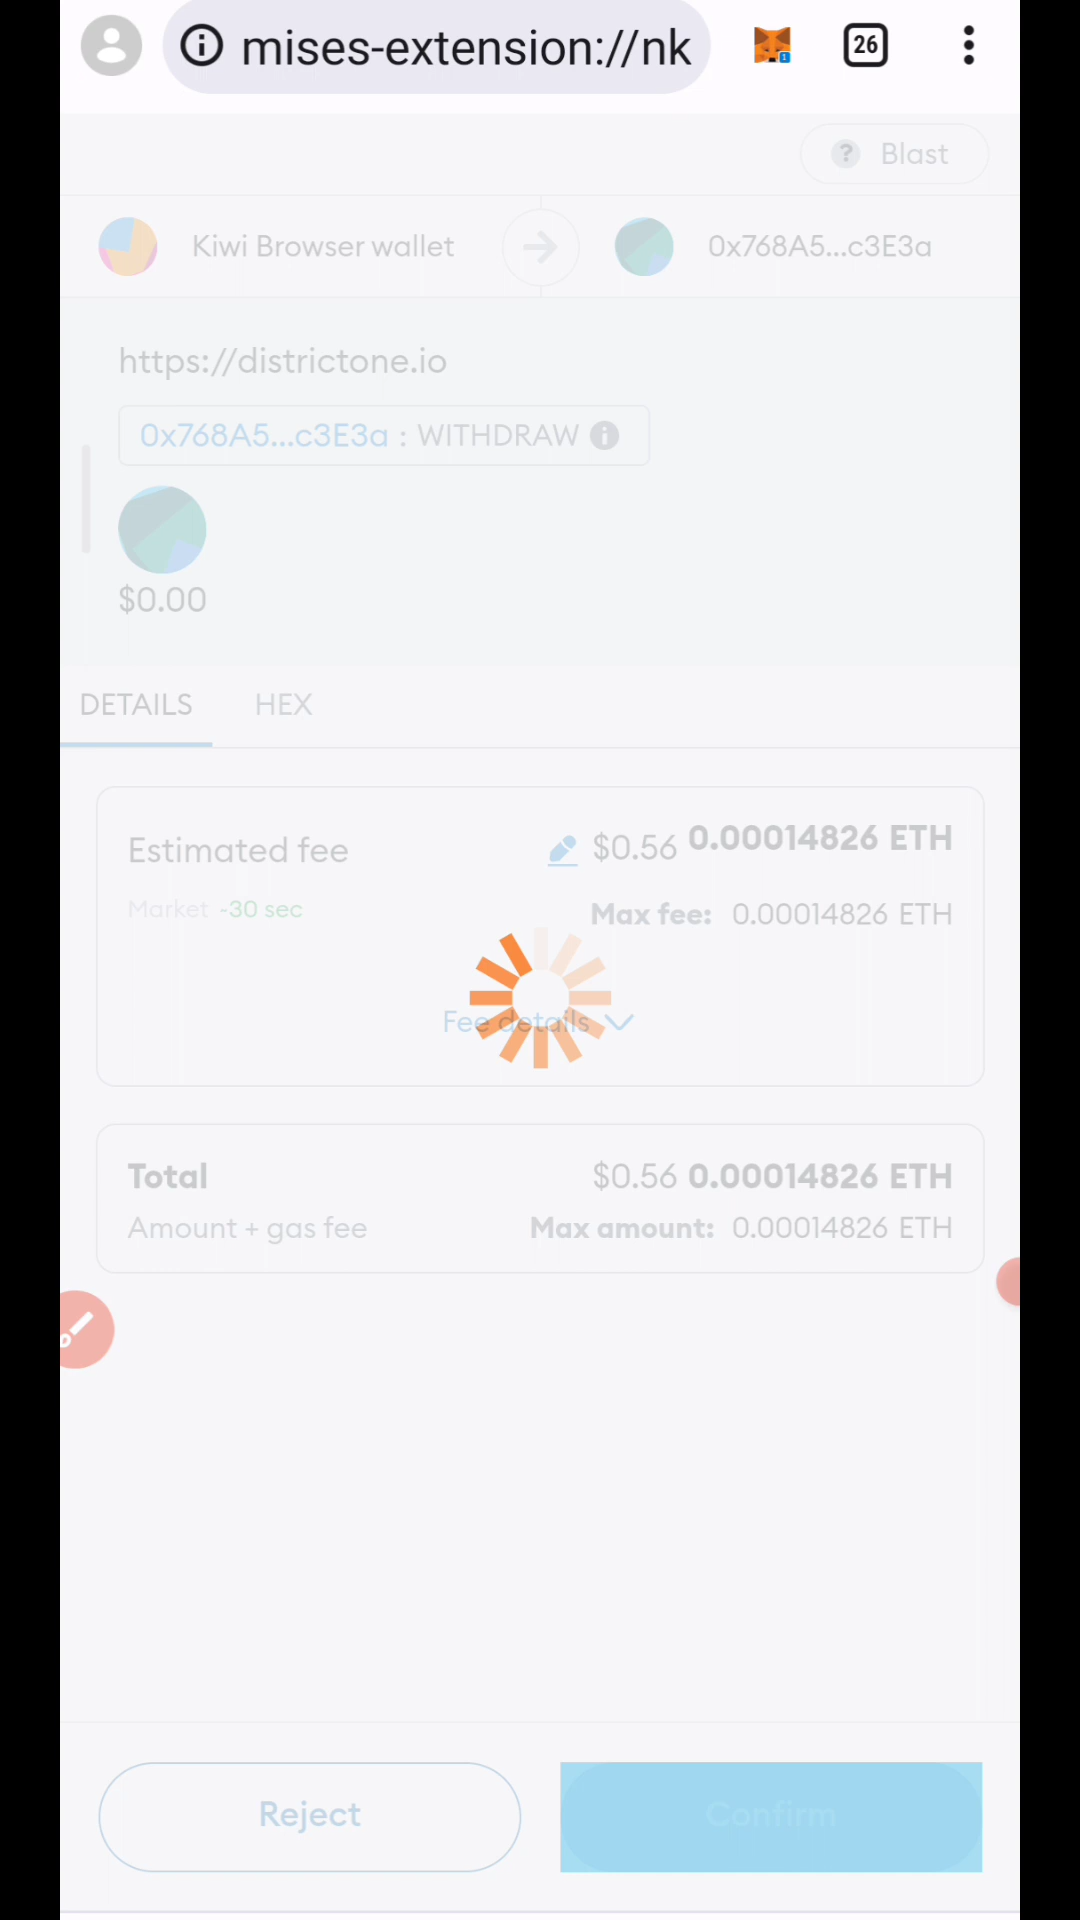 mises-extension://nk
26
1
? Blast
Kiwi Browser wallet
0x768A5...c3E3a
https://districtone.io
0x768A5...c3E3a : WITHDRAW
$0.00
DETAILS HEX
Estimated fee $0.56 0.00014826 ETH
Market ~30 sec Max fee: 0.00014826 ETH
Fee details
Total $0.56 0.00014826 ETH
Amount + gas fee Max amount: 0.00014826 ETH
Reject Confirm